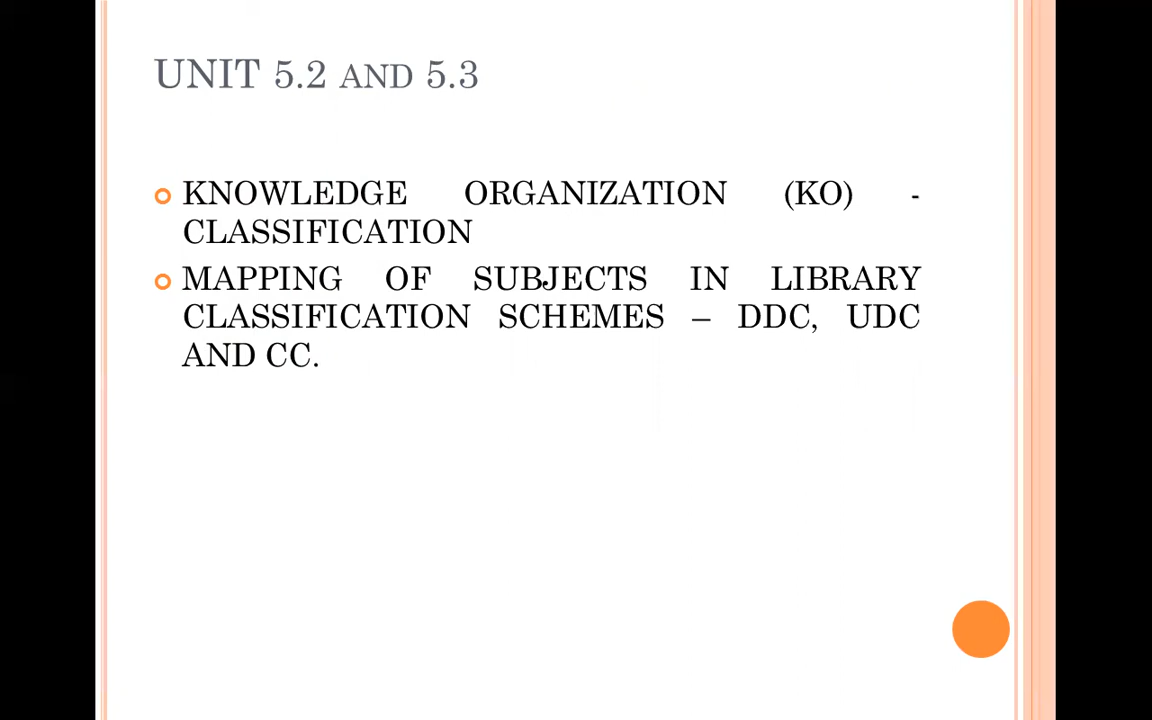 UNIT 5.2 AND 5.3
KNOWLEDGE ORGANIZATION (KO) -
CLASSIFICATION
MAPPING OF SUBJECTS IN LIBRARY
CLASSIFICATION SCHEMES – DDC, UDC
AND CC.